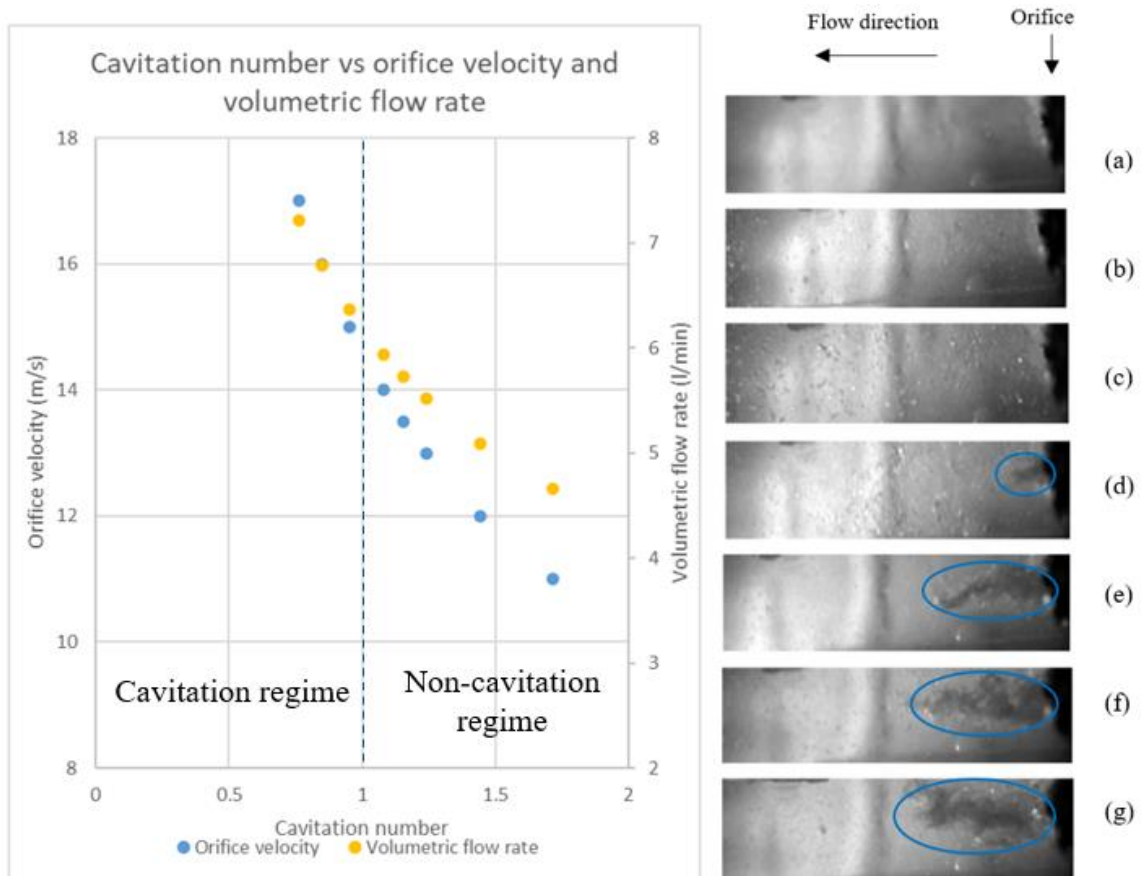 Cavitation number vs orifice velocity and
volumetric flow rate
18
16
14
12
10
8
Orifice velocity (m/s)
8
7
6
5
4
3
2
Volumetric flow rate (l/min)
Cavitation regime
Non-cavitation
regime
0
0.5
1
1.5
2
Cavitation number
Orifice velocity
Volumetric flow rate
Flow direction
Orifice
(a)
(b)
(c)
(d)
(e)
(f)
(g)